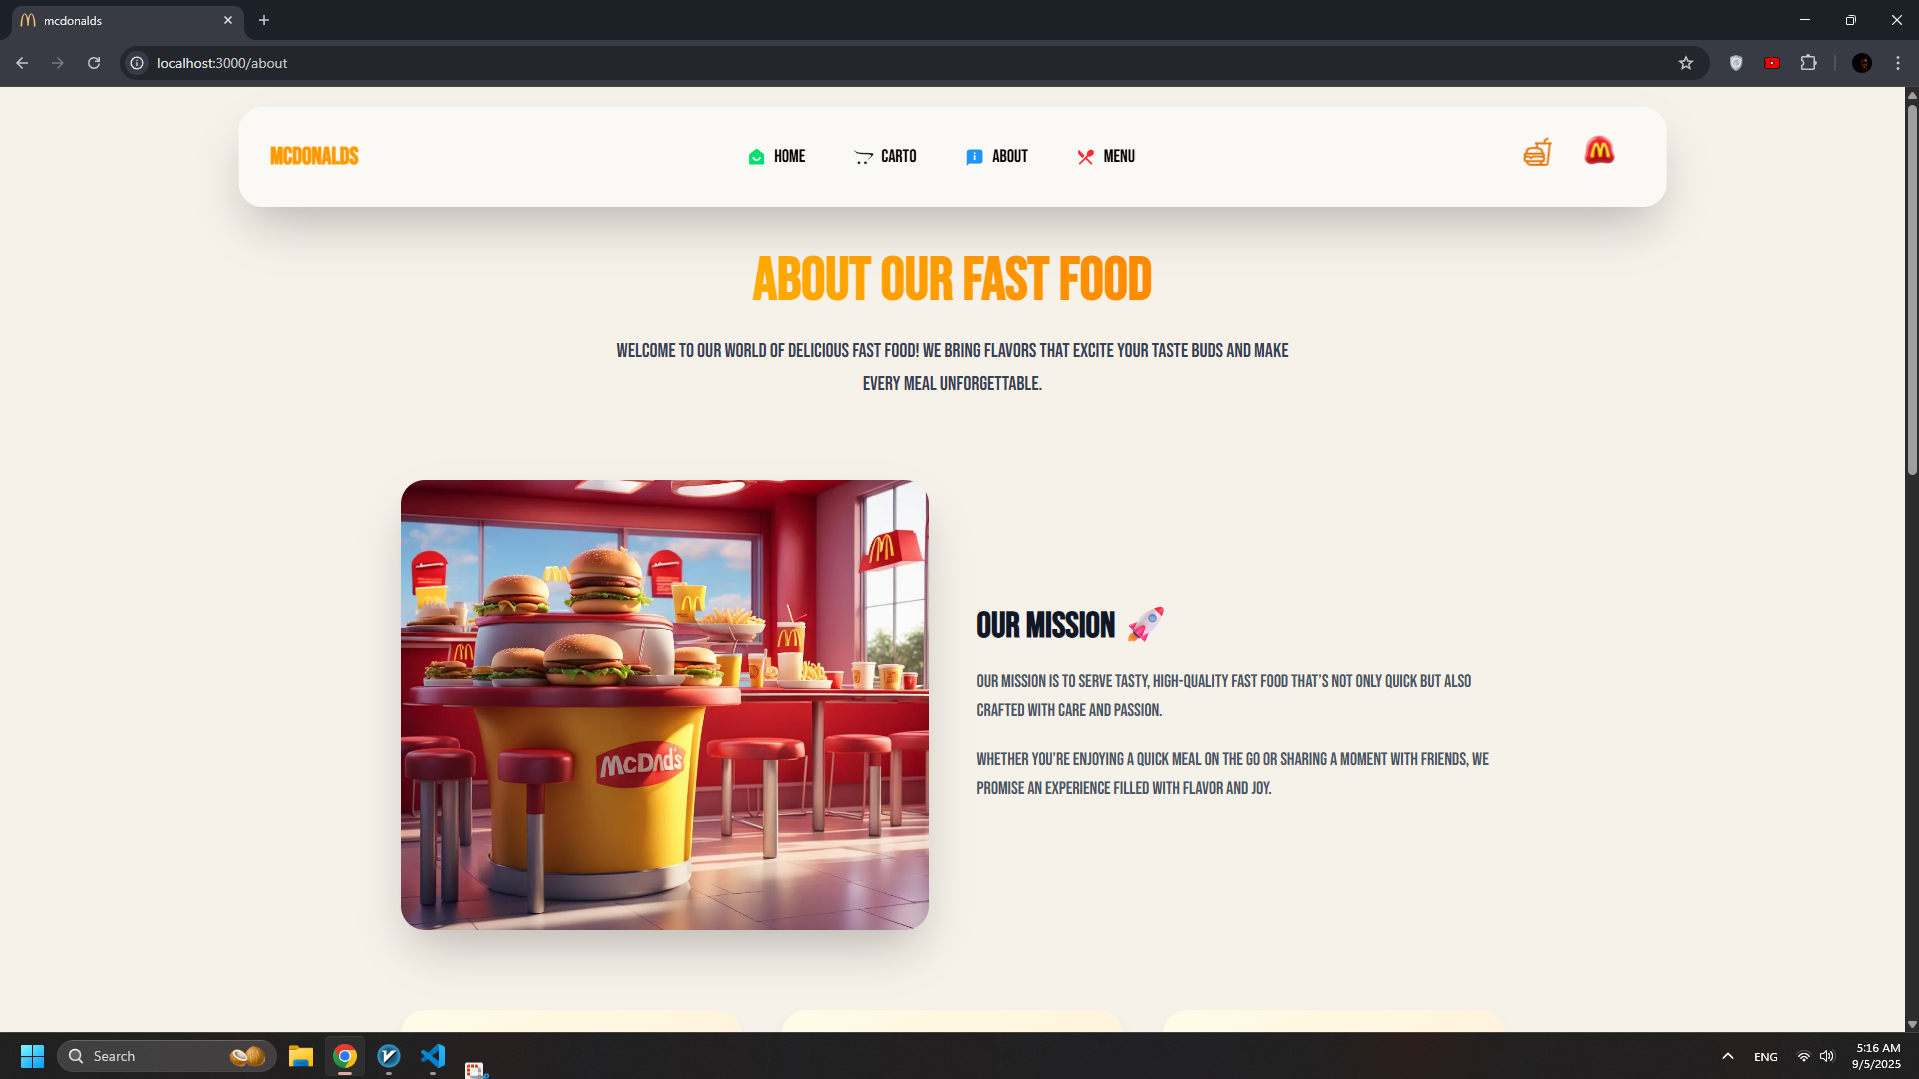 mcdonalds
localhost:3000/about
MCDONALDS
HOME
CARTO
ABOUT
MENU
ABOUT OUR FAST FOOD
WELCOME TO OUR WORLD OF DELICIOUS FAST FOOD! WE BRING FLAVORS THAT EXCITE YOUR TASTE BUDS AND MAKE
EVERY MEAL UNFORGETTABLE.
McDnd's
OUR MISSION
OUR MISSION IS TO SERVE TASTY, HIGH-QUALITY FAST FOOD THAT'S NOT ONLY QUICK BUT ALSO
CRAFTED WITH CARE AND PASSION.
WHETHER YOU'RE ENJOYING A QUICK MEAL ON THE GO OR SHARING A MOMENT WITH FRIENDS, WE
PROMISE AN EXPERIENCE FILLED WITH FLAVOR AND JOY.
Search
ENG
5:16 AM
9/5/2025